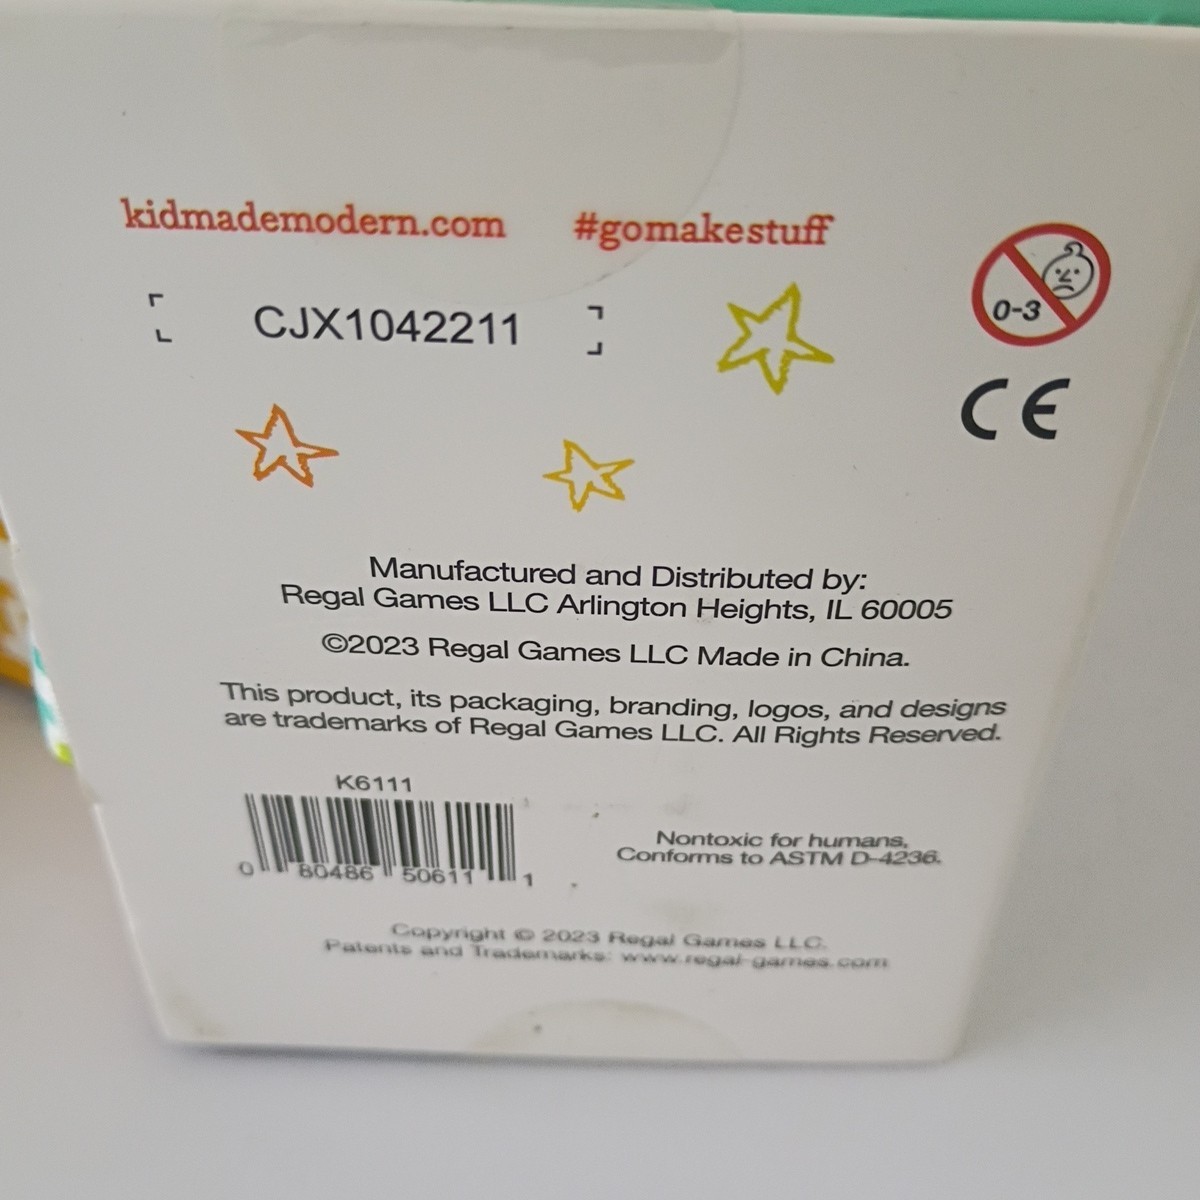 kidmademodern.com #gomakestuff
CJX1042211
0-3
CE
Manufactured and Distributed by:
Regal Games LLC Arlington Heights, IL 60005
©2023 Regal Games LLC Made in China.
This product, its packaging, branding, logos, and designs
are trademarks of Regal Games LLC. All Rights Reserved.
K6111
0 80486 50611 1
Nontoxic for humans,
Conforms to ASTM D-4236.
Copyright © 2023 Regal Games LLC.
Patents and Trademarks: www.regal-games.com